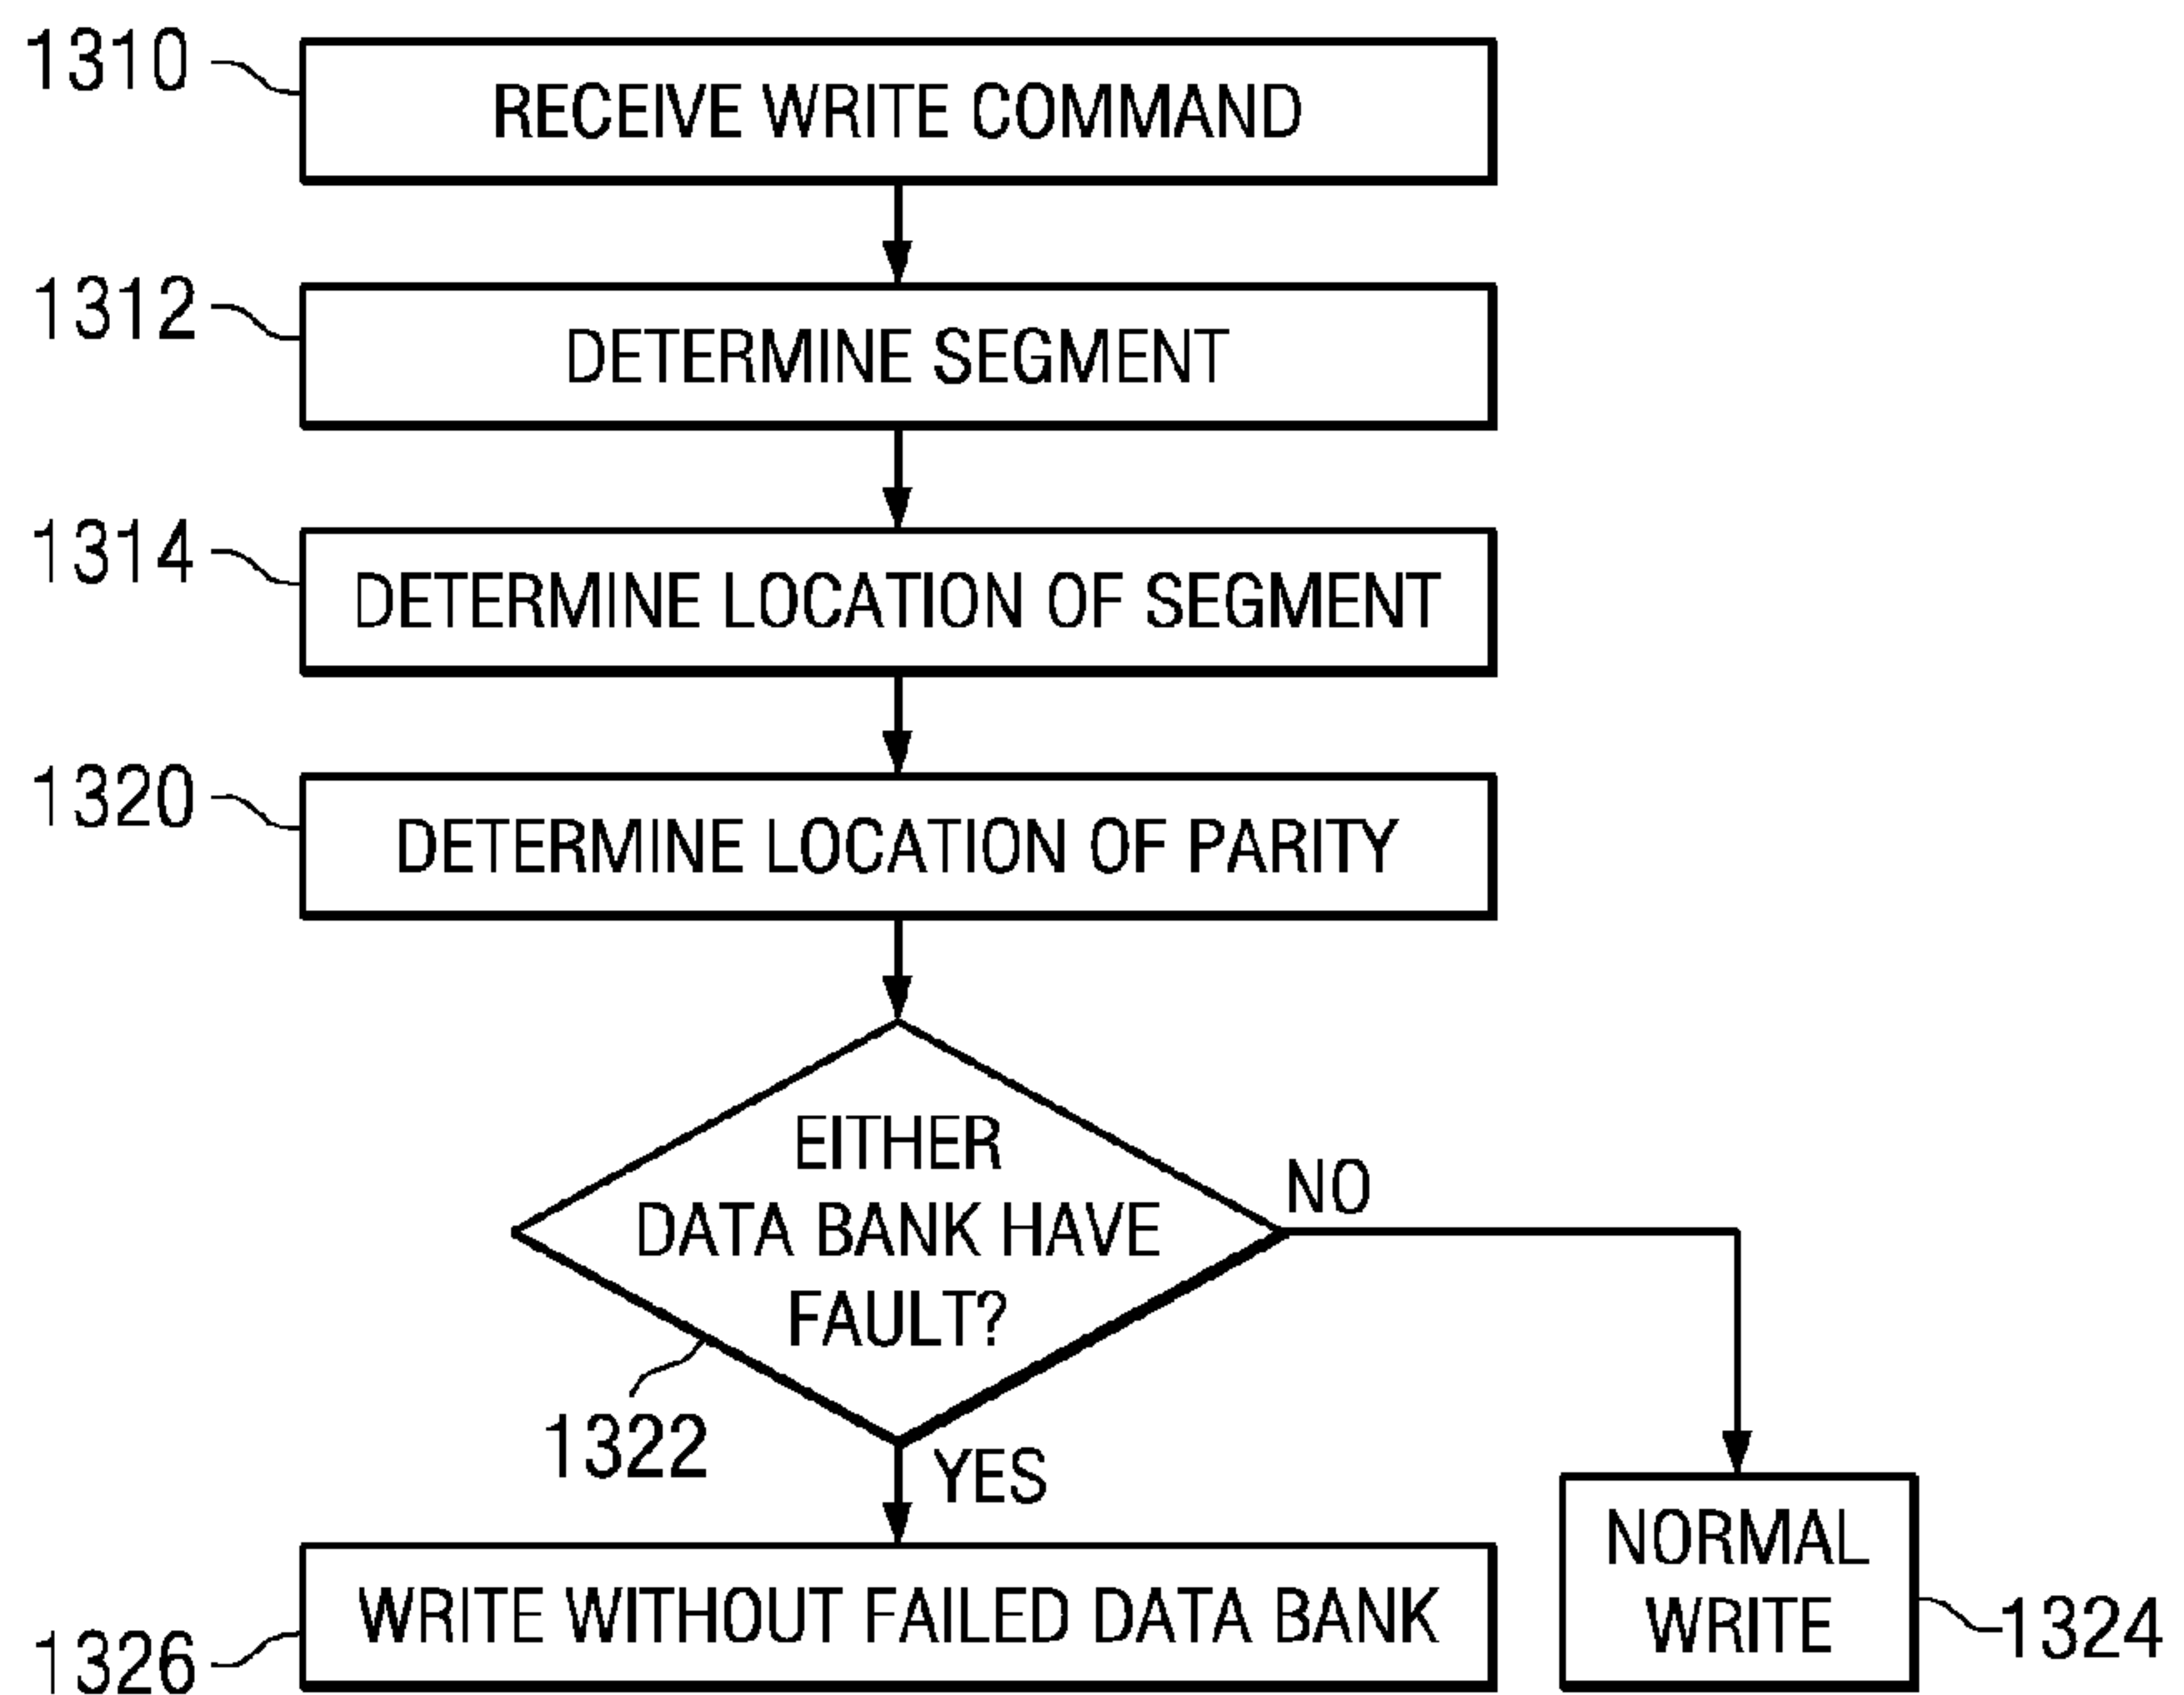 1310
RECEIVE WRITE COMMAND
1312
DETERMINE SEGMENT
1314
DETERMINE LOCATION OF SEGMENT
1320
DETERMINE LOCATION OF PARITY
EITHER
DATA BANK HAVE
FAULT?
NO
1322
YES
NORMAL
WRITE
1324
WRITE WITHOUT FAILED DATA BANK
1326